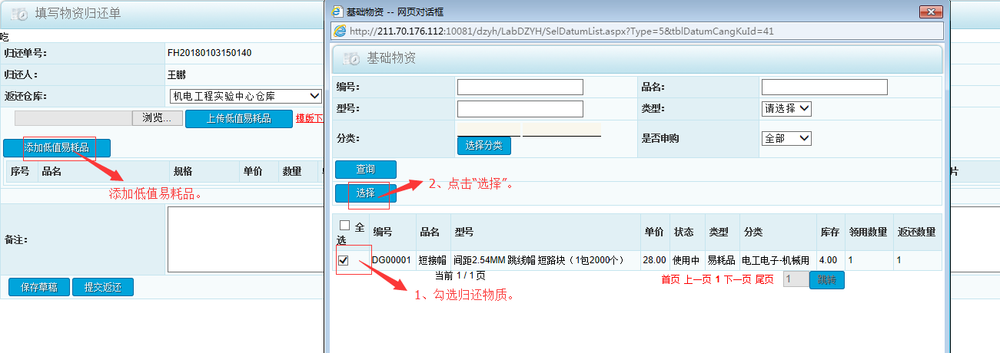 填写物资归还单
吃
归还单号：
FH20180103150140
归还人：
王鹏
返还仓库：
机电工程实验中心仓库
浏览...
上传低值易耗品
模版下
添加低值易耗品
序号 品名 规格 单价 数量
添加低值易耗品。
备注：
保存草稿 提交返还
基础物资 -- 网页对话框
http://211.70.176.112:10081/dzyh/LabDZYH/SelDatumList.aspx?Type=5&tblDatumCangKuId=41
基础物资
编号： 品名：
型号： 类型： 请选择
分类： 选择分类 是否申购 全部
查询
选择
2、点击“选择”。
全选 编号 品名 型号 单价 状态 类型 分类 库存 领用数量 返还数量
DG00001 短接帽 间距2.54MM 跳线帽 短路块（1包2000个） 28.00 使用中 易耗品 电工电子-机械用 4.00 1 1
当前 1 / 1 页
首页 上一页 1 下一页 尾页 1 跳转
1、勾选归还物质。
片